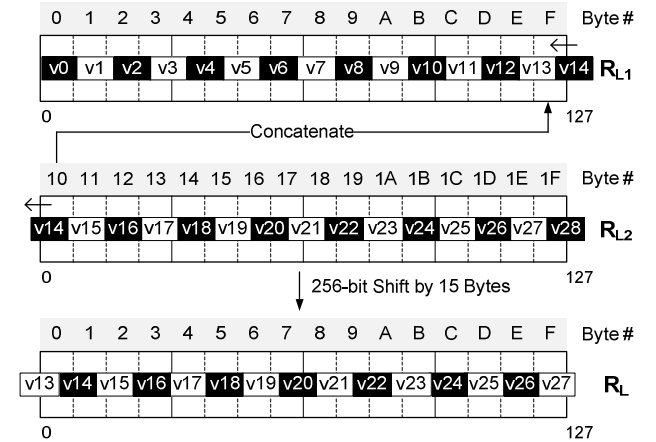 0 1 2 3 4 5 6 7 8 9 A B C D E F Byte #
v0 v1 v2 v3 v4 v5 v6 v7 v8 v9 v10 v11 v12 v13 v14 RL1
0 127
Concatenate
10 11 12 13 14 15 16 17 18 19 1A 1B 1C 1D 1E 1F Byte #
v14 v15 v16 v17 v18 v19 v20 v21 v22 v23 v24 v25 v26 v27 v28 RL2
0 127
256-bit Shift by 15 Bytes
0 1 2 3 4 5 6 7 8 9 A B C D E F Byte #
v13 v14 v15 v16 v17 v18 v19 v20 v21 v22 v23 v24 v25 v26 v27 RL
0 127